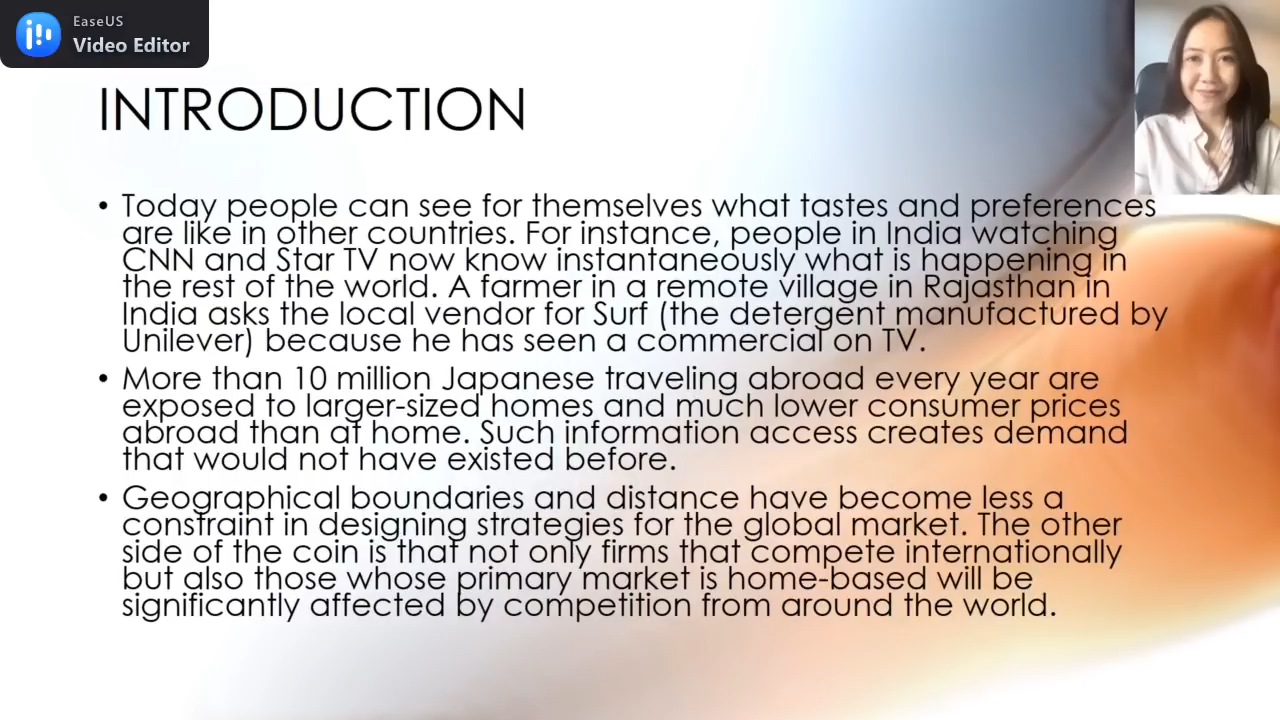 EaseUS
Video Editor
INTRODUCTION
• Today people can see for themselves what tastes and preferences
are like in other countries. For instance, people in India watching
CNN and Star TV now know instantaneously what is happening in
the rest of the world. A farmer in a remote village in Rajasthan in
India asks the local vendor for Surf (the detergent manufactured by
Unilever) because he has seen a commercial on TV.
• More than 10 million Japanese traveling abroad every year are
exposed to larger-sized homes and much lower consumer prices
abroad than at home. Such information access creates demand
that would not have existed before.
• Geographical boundaries and distance have become less a
constraint in designing strategies for the global market. The other
side of the coin is that not only firms that compete internationally
but also those whose primary market is home-based will be
significantly affected by competition from around the world.